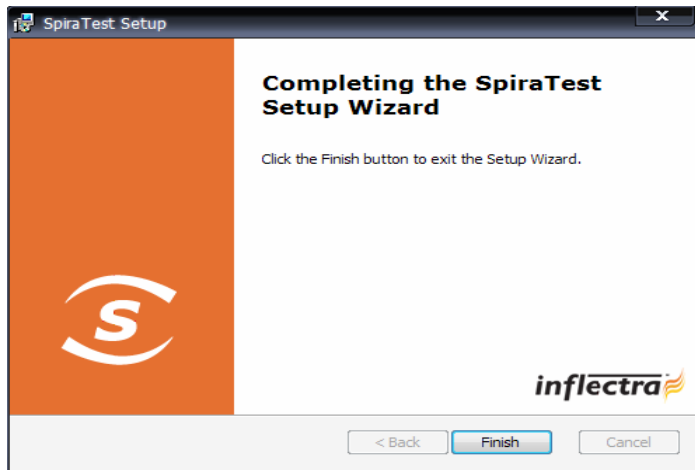 SpiraTest Setup
x
Completing the SpiraTest
Setup Wizard
Click the Finish button to exit the Setup Wizard.
S
inflectra
< Back Finish Cancel